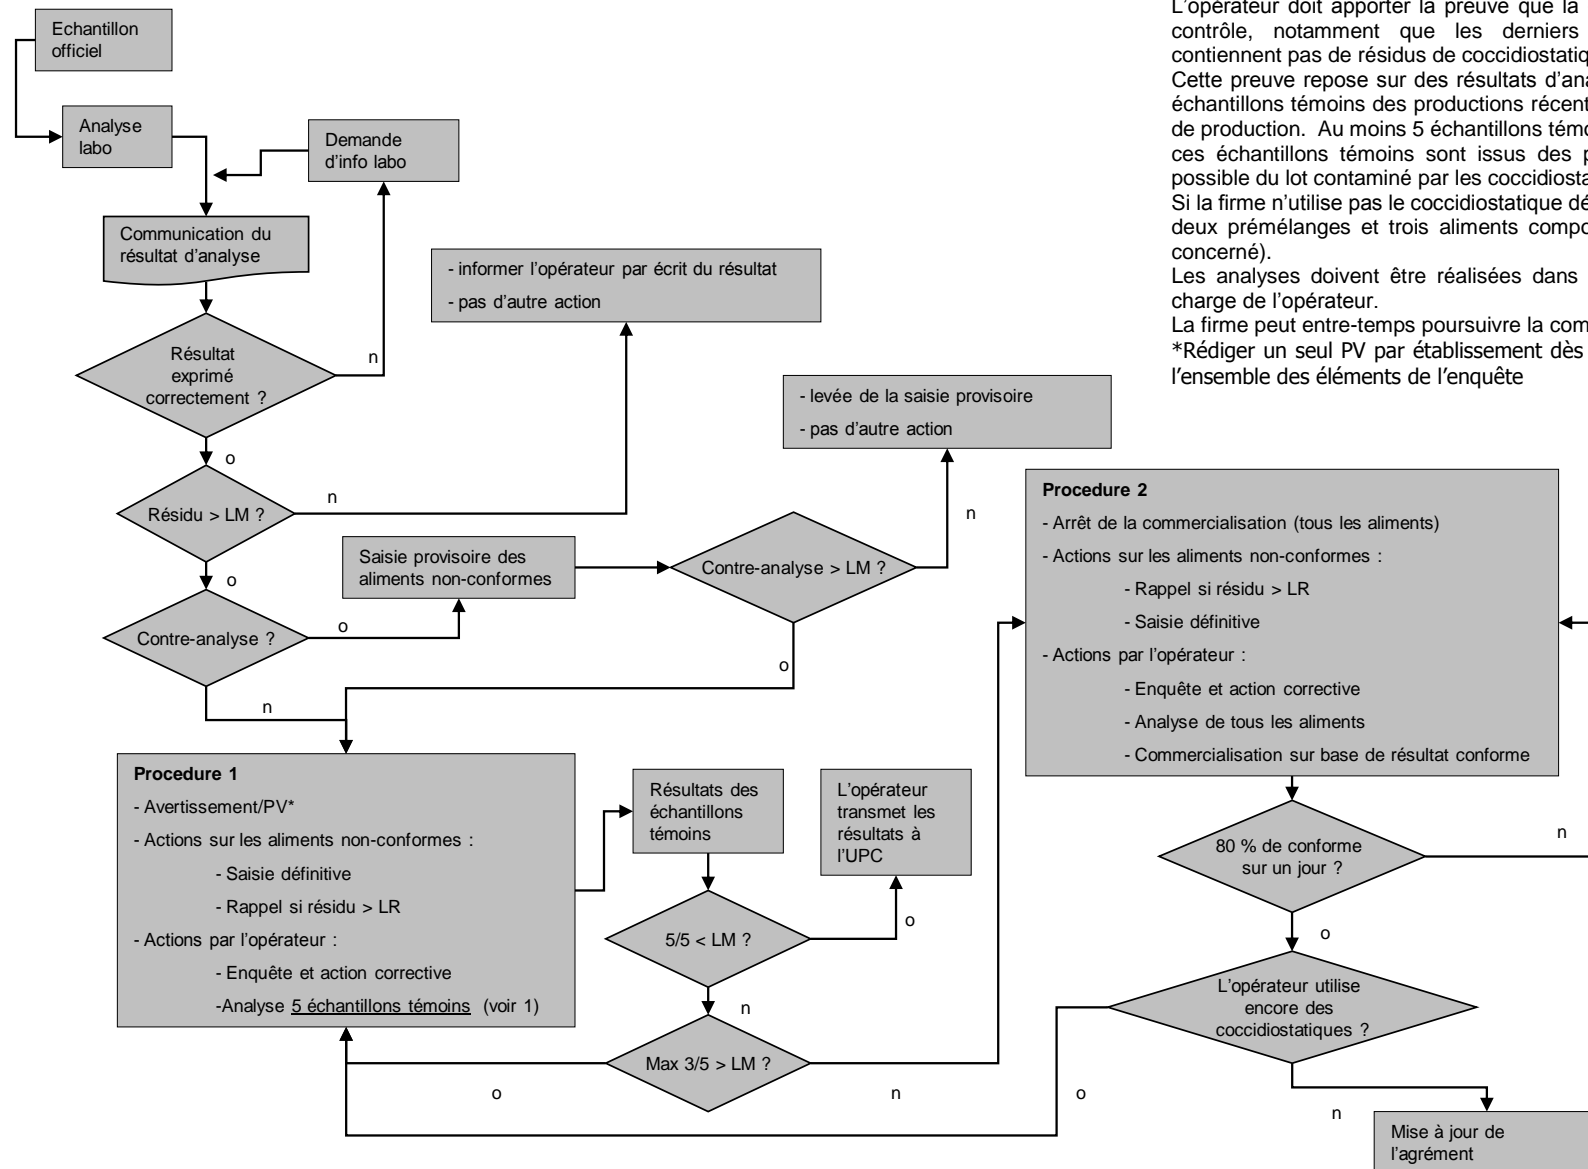 Echantillon
officiel
Analyse
labo
Demande
d'info labo
Communication du
résultat d'analyse
Résultat
exprimé
correctement ?
n
o
Résidu > LM ?
n
- informer l'opérateur par écrit du résultat
- pas d'autre action
o
Contre-analyse ?
o
n
Saisie provisoire des
aliments non-conformes
Contre-analyse > LM ?
n
o
- levée de la saisie provisoire
- pas d'autre action
L'opérateur doit apporter la preuve que la
contrôle, notamment que les derniers
contiennent pas de résidus de
Cette preuve repose sur des résultats
échantillons témoins des productions
de production. Au moins 5 échantillons
ces échantillons témoins sont issus des
possible du lot contaminé par les
Si la firme n'utilise pas le coccidiostatique
deux prémélanges et trois aliments
concerné).
Les analyses doivent être réalisées dans
charge de l'opérateur.
La firme peut entre-temps poursuivre la
*Rédiger un seul PV par établissement dès
l'ensemble des éléments de l'enquête
Procedure 1
- Avertissement/PV*
- Actions sur les aliments non-conformes :
- Saisie définitive
- Rappel si résidu > LR
- Actions par l'opérateur :
- Enquête et action corrective
-Analyse 5 échantillons témoins (voir 1)
Résultats des
échantillons
témoins
L'opérateur
transmet les
résultats à
l'UPC
5/5 < LM ?
o
n
Max 3/5 > LM ?
o
n
Procedure 2
- Arrêt de la commercialisation (tous les aliments)
- Actions sur les aliments non-conformes :
- Rappel si résidu > LR
- Saisie définitive
- Actions par l'opérateur :
- Enquête et action corrective
- Analyse de tous les aliments
- Commercialisation sur base de résultat conforme
80 % de conforme
sur un jour ?
n
o
L'opérateur utilise
encore des
coccidiostatiques ?
o
n
Mise à jour de
l'agrément